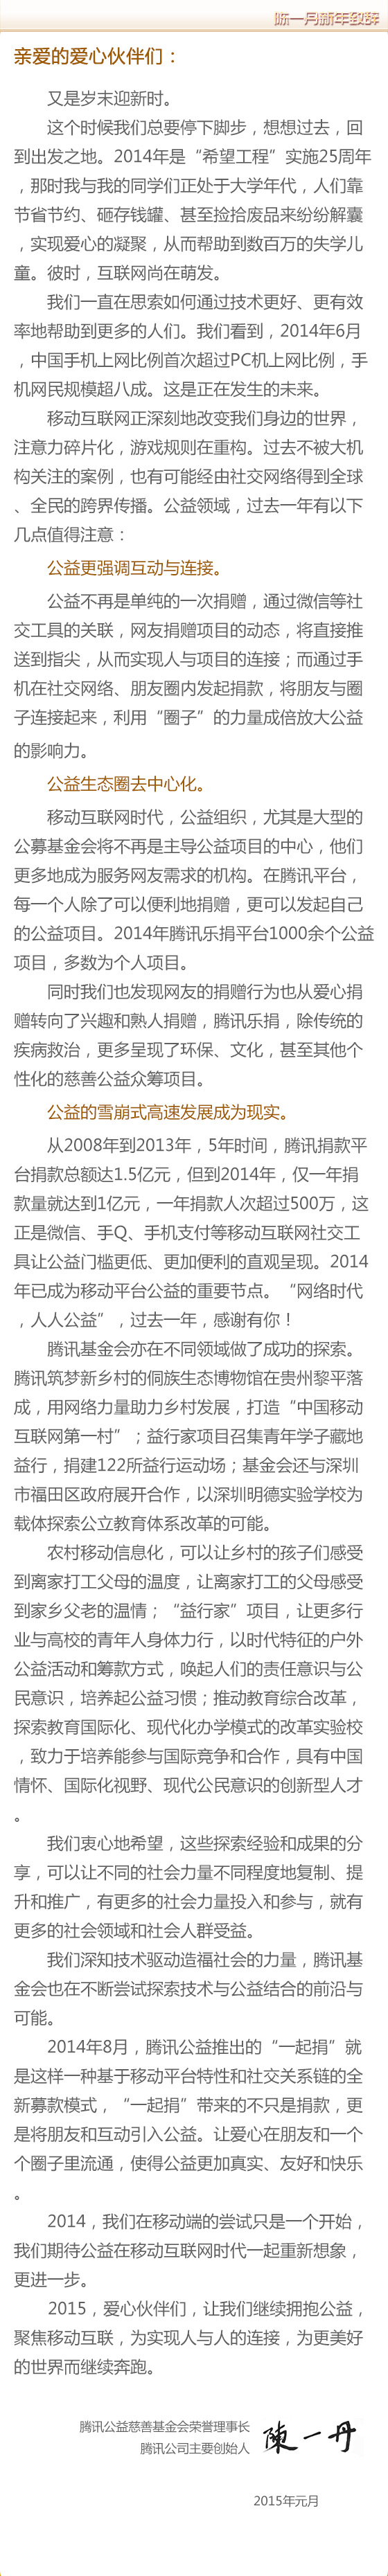 陈一丹新年致辞
亲爱的爱心伙伴们：
又是岁末迎新时。
这个时候我们总要停下脚步，想想过去，回
到出发之地。2014年是“希望工程”实施25周年
，那时我与我的同学们正处于大学年代，人们靠
节省节约、砸存钱罐、甚至捡拾废品来纷纷解囊
，实现爱心的凝聚，从而帮助到数百万的失学儿
童。彼时，互联网尚在萌发。
我们一直在思索如何通过技术更好、更有效
率地帮助到更多的人们。我们看到，2014年6月
，中国手机上网比例首次超过PC机上网比例，手
机网民规模超八成。这是正在发生的未来。
移动互联网正深刻地改变我们身边的世界，
注意力碎片化，游戏规则在重构。过去不被大机
构关注的案例，也有可能经由社交网络得到全球
、全民的跨界传播。公益领域，过去一年有以下
几点值得注意：
公益更强调互动与连接。
公益不再是单纯的一次捐赠，通过微信等社
交工具的关联，网友捐赠项目的动态，将直接推
送到指尖，从而实现人与项目的连接；而通过手
机在社交网络、朋友圈内发起捐款，将朋友与圈
子连接起来，利用“圈子”的力量成倍放大公益
的影响力。
公益生态圈去中心化。
移动互联网时代，公益组织，尤其是大型的
公募基金会将不再是主导公益项目的中心，他们
更多地成为服务网友需求的机构。在腾讯平台，
每一个人除了可以便利地捐赠，更可以发起自己
的公益项目。2014年腾讯乐捐平台1000余个公益
项目，多数为个人项目。
同时我们也发现网友的捐赠行为也从爱心捐
赠转向了兴趣和熟人捐赠，腾讯乐捐，除传统的
疾病救治，更多呈现了环保、文化，甚至其他个
性化的慈善公益众筹项目。
公益的雪崩式高速发展成为现实。
从2008年到2013年，5年时间，腾讯捐款平
台捐款总额达1.5亿元，但到2014年，仅一年捐
款量就达到1亿元，一年捐款人次超过500万，这
正是微信、手Q、手机支付等移动互联网社交工
具让公益门槛更低、更加便利的直观呈现。2014
年已成为移动平台公益的重要节点。“网络时代
，人人公益”，过去一年，感谢有你！
腾讯基金会亦在不同领域做了成功的探索。
腾讯筑梦新乡村的侗族生态博物馆在贵州黎平落
成，用网络力量助力乡村发展，打造“中国移动
互联网第一村”；益行家项目召集青年学子藏地
益行，捐建122所益行运动场；基金会还与深圳
市福田区政府展开合作，以深圳明德实验学校为
载体探索公立教育体系改革的可能。
农村移动信息化，可以让乡村的孩子们感受
到离家打工父母的温度，让离家打工的父母感受
到家乡父老的温情；“益行家”项目，让更多行
业与高校的青年人身体力行，以时代特征的户外
公益活动和筹款方式，唤起人们的责任意识与公
民意识，培养起公益习惯；推动教育综合改革，
探索教育国际化、现代化办学模式的改革实验校
，致力于培养能参与国际竞争和合作，具有中国
情怀、国际化视野、现代公民意识的创新型人才
。
我们衷心地希望，这些探索经验和成果的分
享，可以让不同的社会力量不同程度地复制、提
升和推广，有更多的社会力量投入和参与，就有
更多的社会领域和社会人群受益。
我们深知技术驱动造福社会的力量，腾讯基
金会也在不断尝试探索技术与公益结合的前沿与
可能。
2014年8月，腾讯公益推出的“一起捐”就
是这样一种基于移动平台特性和社交关系链的全
新募款模式，“一起捐”带来的不只是捐款，更
是将朋友和互动引入公益。让爱心在朋友和一个
个圈子里流通，使得公益更加真实、友好和快乐
。
2014，我们在移动端的尝试只是一个开始，
我们期待公益在移动互联网时代一起重新想象，
更进一步。
2015，爱心伙伴们，让我们继续拥抱公益，
聚焦移动互联，为实现人与人的连接，为更美好
的世界而继续奔跑。
腾讯公益慈善基金会荣誉理事长
腾讯公司主要创始人
陳一丹
2015年元月